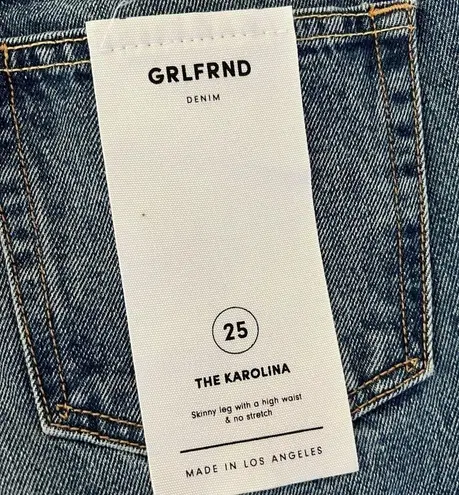 GRLFRND
DENIM
25
THE KAROLINA
Skinny leg with a high waist
& no stretch
MADE IN LOS ANGELES